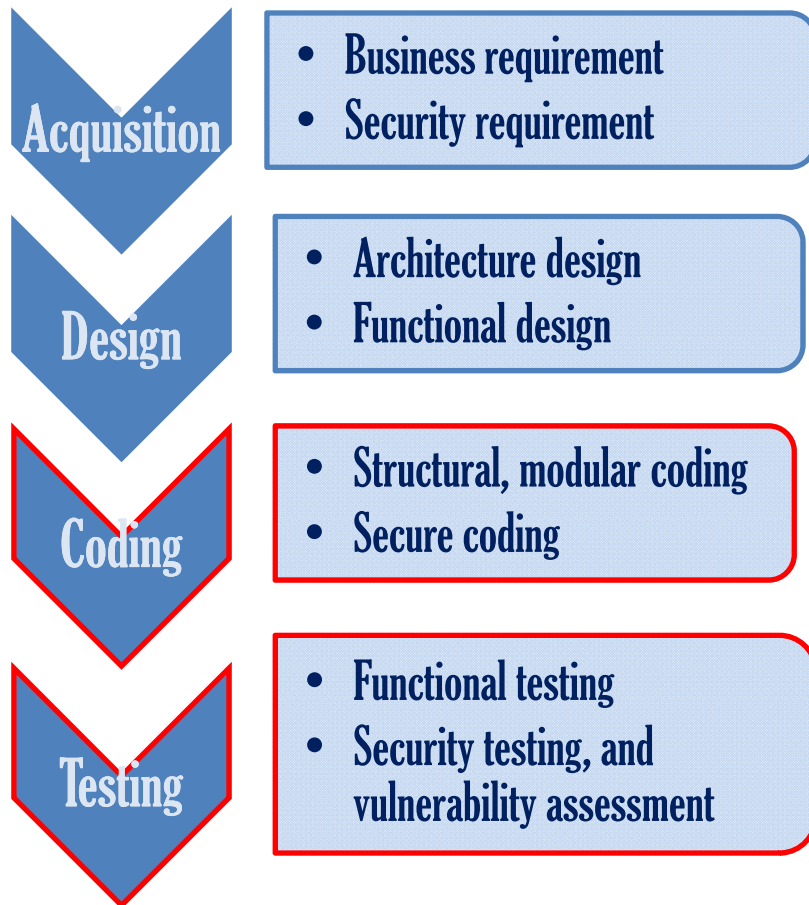 Acquisition
• Business requirement
• Security requirement
Design
• Architecture design
• Functional design
Coding
• Structural, modular coding
• Secure coding
Testing
• Functional testing
• Security testing, and
vulnerability assessment